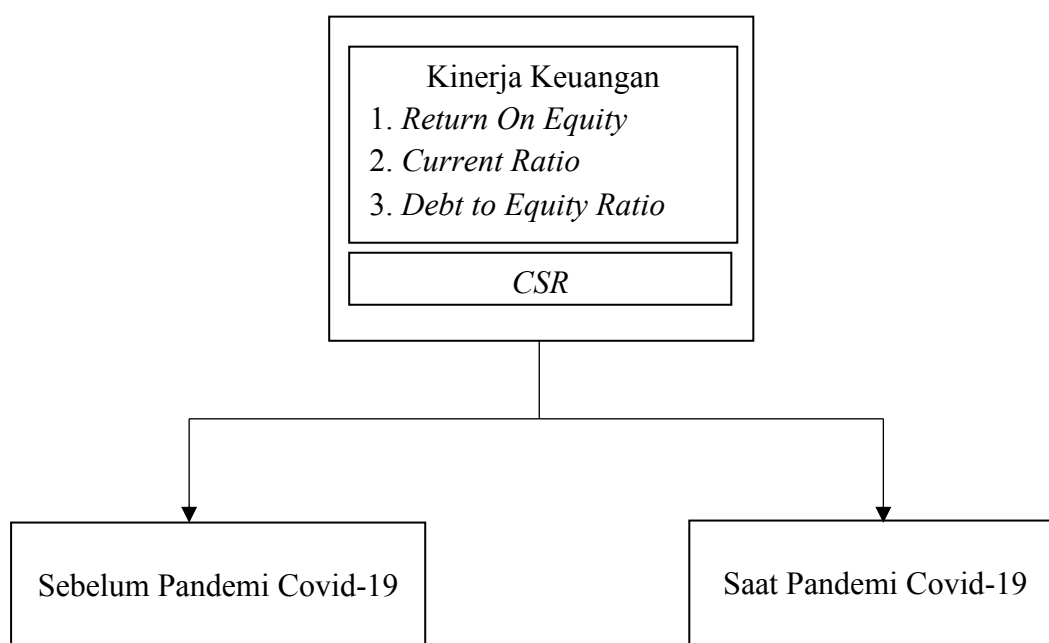 Kinerja Keuangan
1. Return On Equity
2. Current Ratio
3. Debt to Equity Ratio
CSR
Sebelum Pandemi Covid-19
Saat Pandemi Covid-19